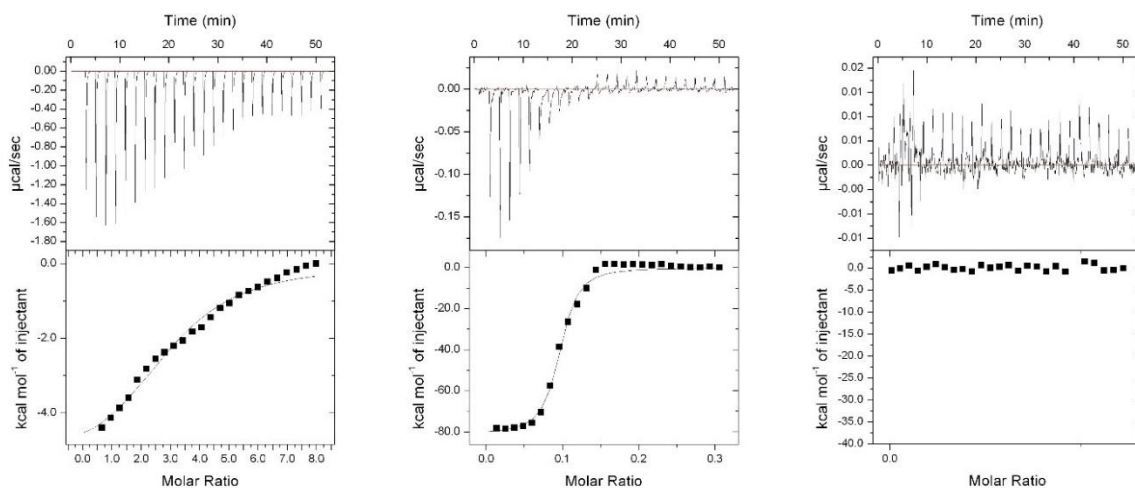 Time (min)
0 10 20 30 40 50
0.00
-0.20
-0.40
-0.60
-0.80
-1.00
-1.20
-1.40
-1.60
-1.80
µcal/sec
0.0
-2.0
-4.0
kcal mol⁻¹ of injectant
0.0 1.0 2.0 3.0 4.0 5.0 6.0 7.0 8.0
Molar Ratio
Time (min)
0 10 20 30 40 50
0.00
-0.05
-0.10
-0.15
µcal/sec
0.0
-20.0
-40.0
-60.0
-80.0
kcal mol⁻¹ of injectant
0.0 0.1 0.2 0.3
Molar Ratio
Time (min)
0 10 20 30 40 50
0.02
0.01
0.01
0.00
-0.00
-0.01
-0.01
µcal/sec
0.0
-5.0
-10.0
-15.0
-20.0
-25.0
-30.0
-35.0
-40.0
kcal mol⁻¹ of injectant
0.0
Molar Ratio